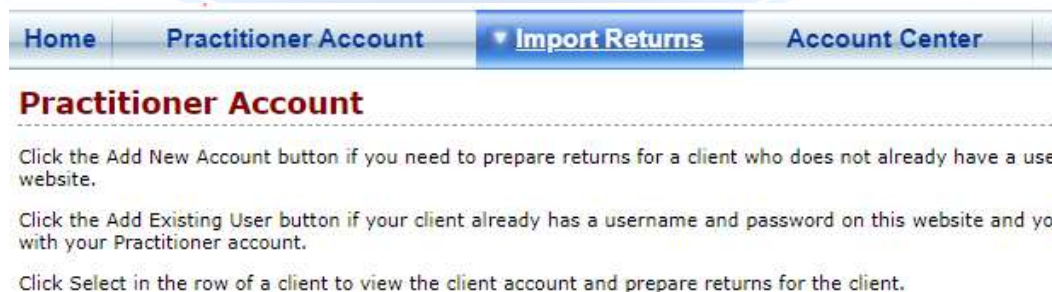 Home Practitioner Account Import Returns Account Center
Practitioner Account
Click the Add New Account button if you need to prepare returns for a client who does not already have a use
website.
Click the Add Existing User button if your client already has a username and password on this website and yo
with your Practitioner account.
Click Select in the row of a client to view the client account and prepare returns for the client.